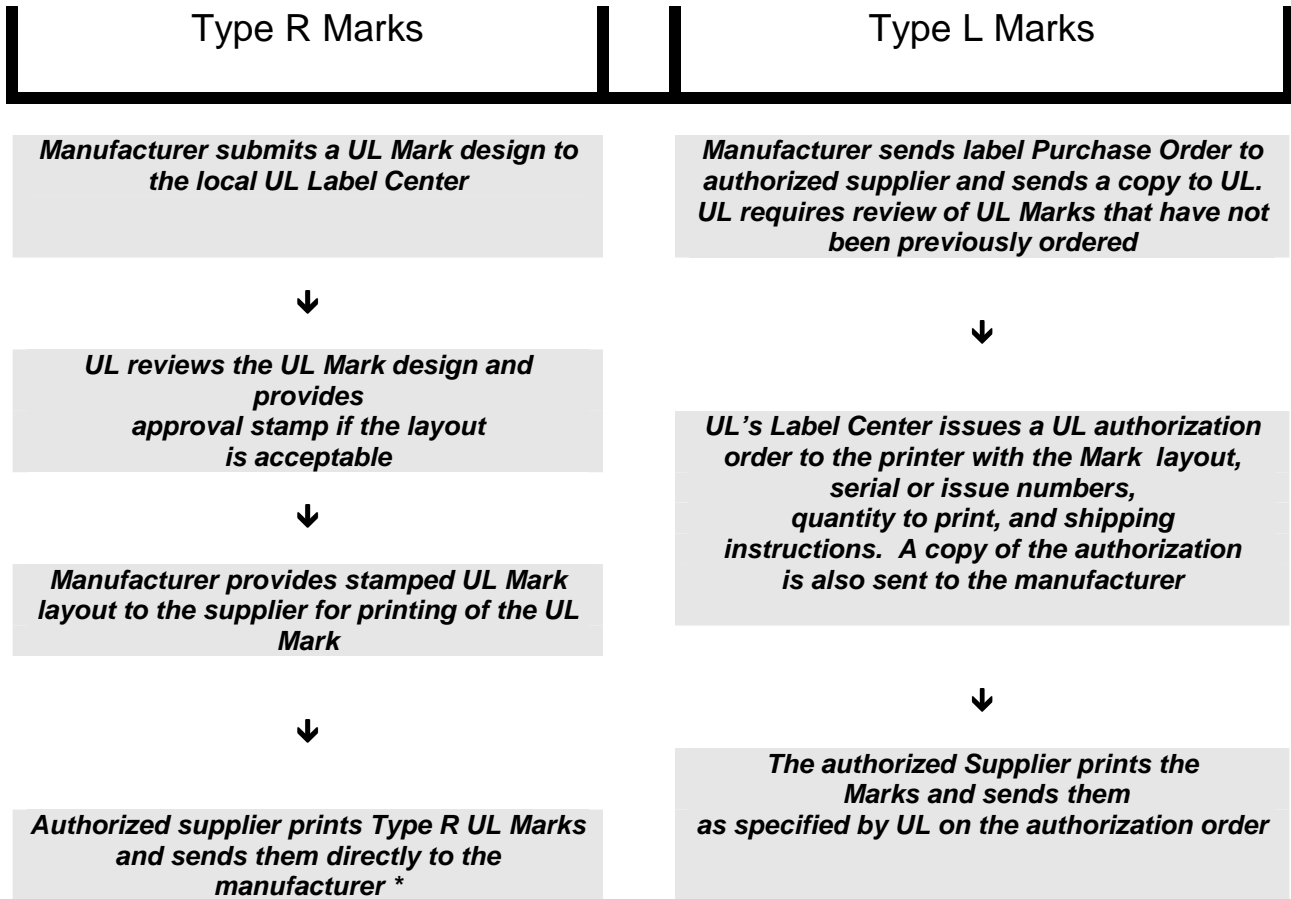 Type R Marks
Manufacturer submits a UL Mark design to
the local UL Label Center
UL reviews the UL Mark design and
provides
approval stamp if the layout
is acceptable
Manufacturer provides stamped UL Mark
layout to the supplier for printing of the UL
Mark
Authorized supplier prints Type R UL Marks
and sends them directly to the
manufacturer *
Type L Marks
Manufacturer sends label Purchase Order to
authorized supplier and sends a copy to UL.
UL requires review of UL Marks that have not
been previously ordered
UL's Label Center issues a UL authorization
order to the printer with the Mark layout,
serial or issue numbers,
quantity to print, and shipping
instructions. A copy of the authorization
is also sent to the manufacturer
The authorized Supplier prints the
Marks and sends them
as specified by UL on the authorization order